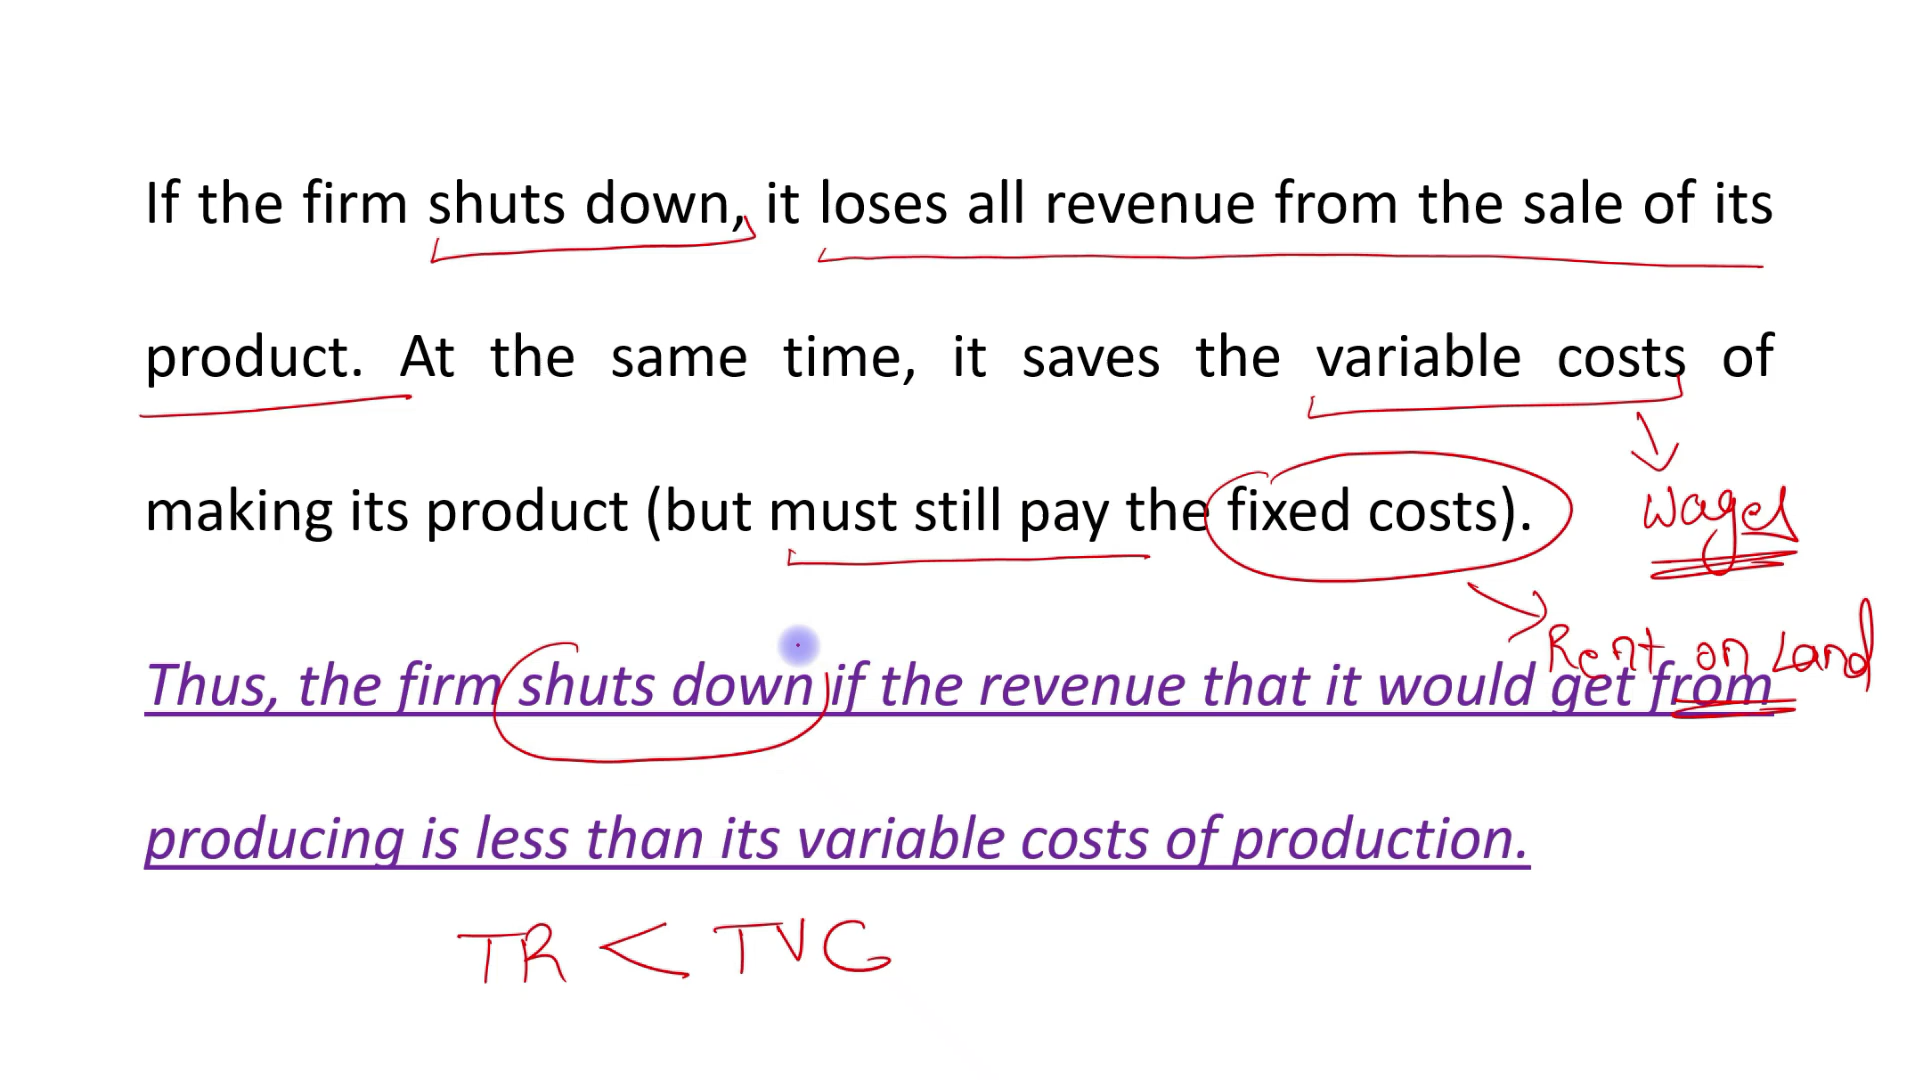 If the firm shuts down, it loses all revenue from the sale of its
product. At the same time, it saves the variable costs of
making its product (but must still pay the fixed costs).
Wages
Rent on Land
Thus, the firm shuts down if the revenue that it would get from
producing is less than its variable costs of production.
TR < TVC